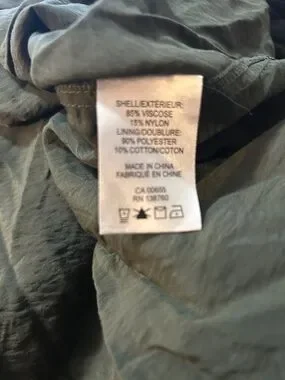 SHELL/EXTÉRIEUR:
85% VISCOSE
15% NYLON
LINING/DOUBLURE:
90% POLYESTER
10% COTTON/COTON
MADE IN CHINA
FABRIQUÉ EN CHINE
CA 00655
RN 138760